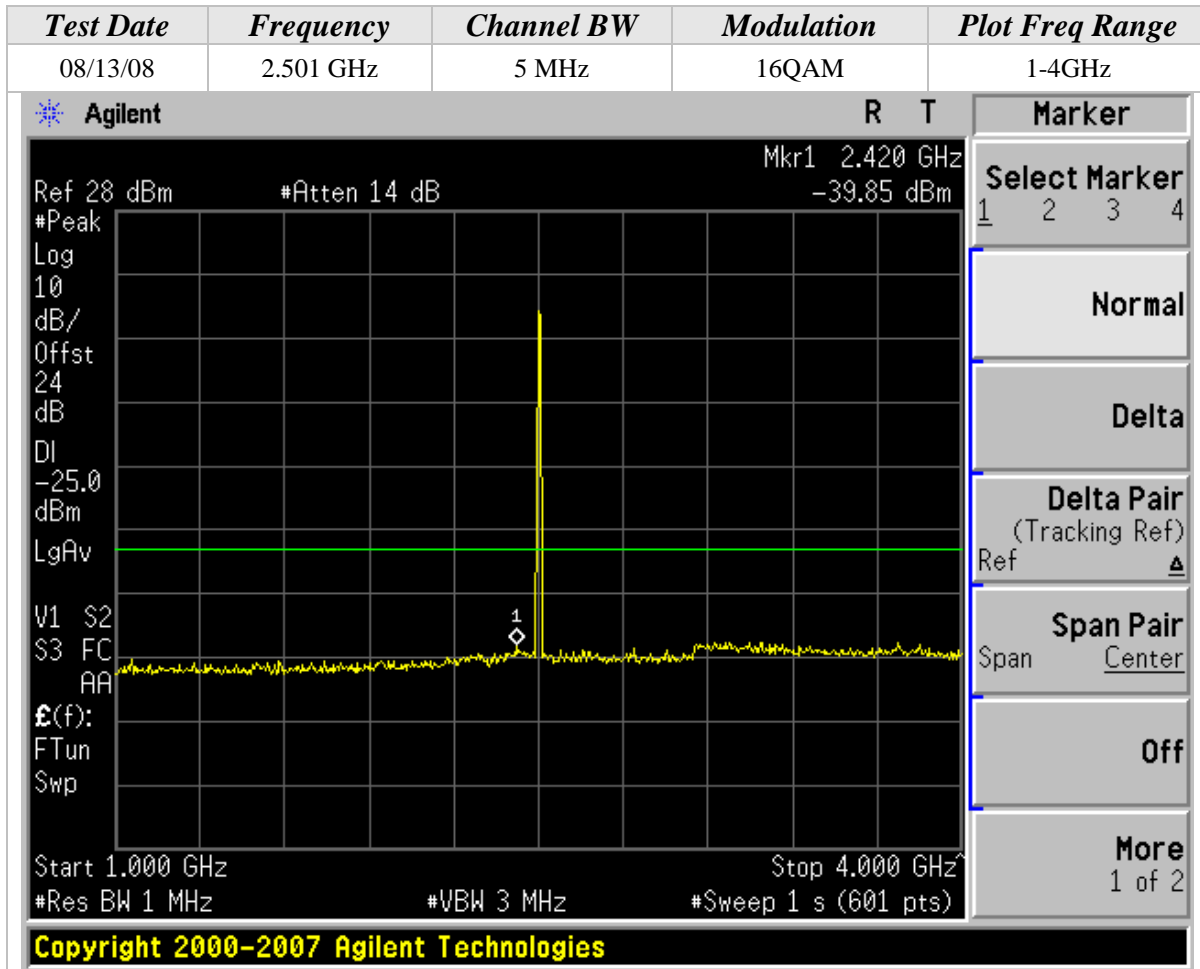 Test Date Frequency Channel BW Modulation Plot Freq Range
08/13/08 2.501 GHz 5 MHz 16QAM 1-4GHz
Agilent R T
Mkr1 2.420 GHz
Ref 28 dBm #Atten 14 dB -39.85 dBm
#Peak
Log
10
dB/
Offst
24
dB
DI
-25.0
dBm
LgAv
V1 S2
S3 FC
AA
£(f):
FTun
Swp
1
Start 1.000 GHz Stop 4.000 GHz^
#Res BW 1 MHz #VBW 3 MHz #Sweep 1 s (601 pts)
Marker
Select Marker
1 2 3 4
Normal
Delta
Delta Pair
(Tracking Ref)
Ref Δ
Span Pair
Span Center
Off
More
1 of 2
Copyright 2000-2007 Agilent Technologies